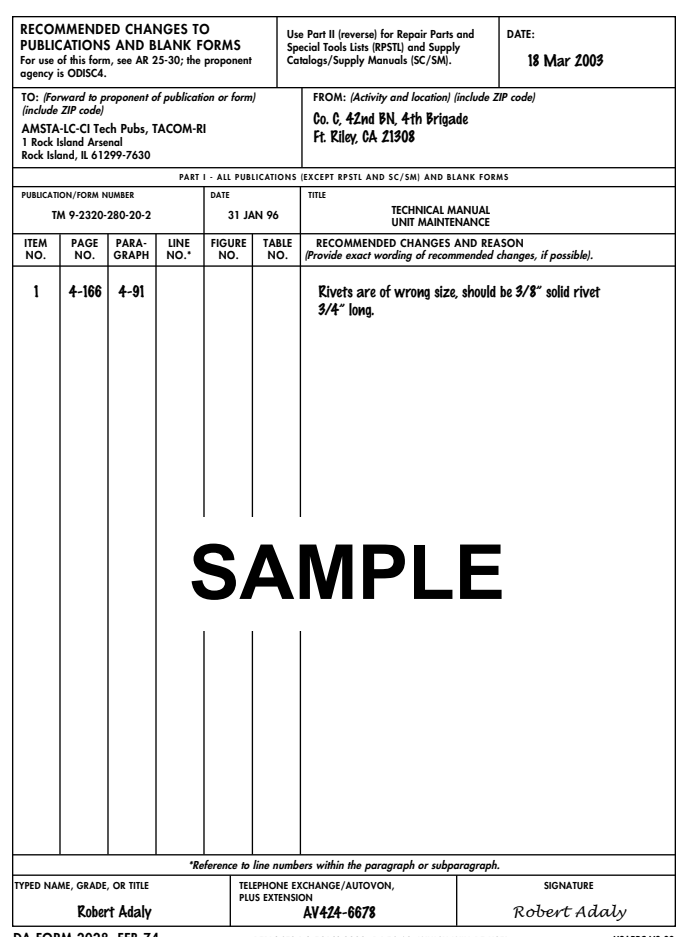 RECOMMENDED CHANGES TO
PUBLICATIONS AND BLANK FORMS
For use of this form, see AR 25-30; the proponent
agency is ODISC4.
Use Part II (reverse) for Repair Parts and
Special Tools Lists (RPSTL) and Supply
Catalogs/Supply Manuals (SC/SM).
DATE:
18 Mar 2003
TO: (Forward to proponent of publication or form)
(include ZIP code)
AMSTA-LC-CI Tech Pubs, TACOM-RI
1 Rock Island Arsenal
Rock Island, IL 61299-7630
FROM: (Activity and location) (include ZIP code)
Co. C, 42nd BN, 4th Brigade
Ft. Riley, CA 21308
PART I - ALL PUBLICATIONS (EXCEPT RPSTL AND SC/SM) AND BLANK FORMS
PUBLICATION/FORM NUMBER
TM 9-2320-280-20-2
DATE
31 JAN 96
TITLE
TECHNICAL MANUAL
UNIT MAINTENANCE
ITEM
NO.
PAGE
NO.
PARA-
GRAPH
LINE
NO.*
FIGURE
NO.
TABLE
NO.
RECOMMENDED CHANGES AND REASON
(Provide exact wording of recommended changes, if possible).
1 4-166 4-91 Rivets are of wrong size, should be 3/8" solid rivet
3/4" long.
SAMPLE
*Reference to line numbers within the paragraph or subparagraph.
TYPED NAME, GRADE, OR TITLE
Robert Adaly
TELEPHONE EXCHANGE/AUTOVON,
PLUS EXTENSION
AV424-6678
SIGNATURE
Robert Adaly
DA FORM 2028, FEB 74